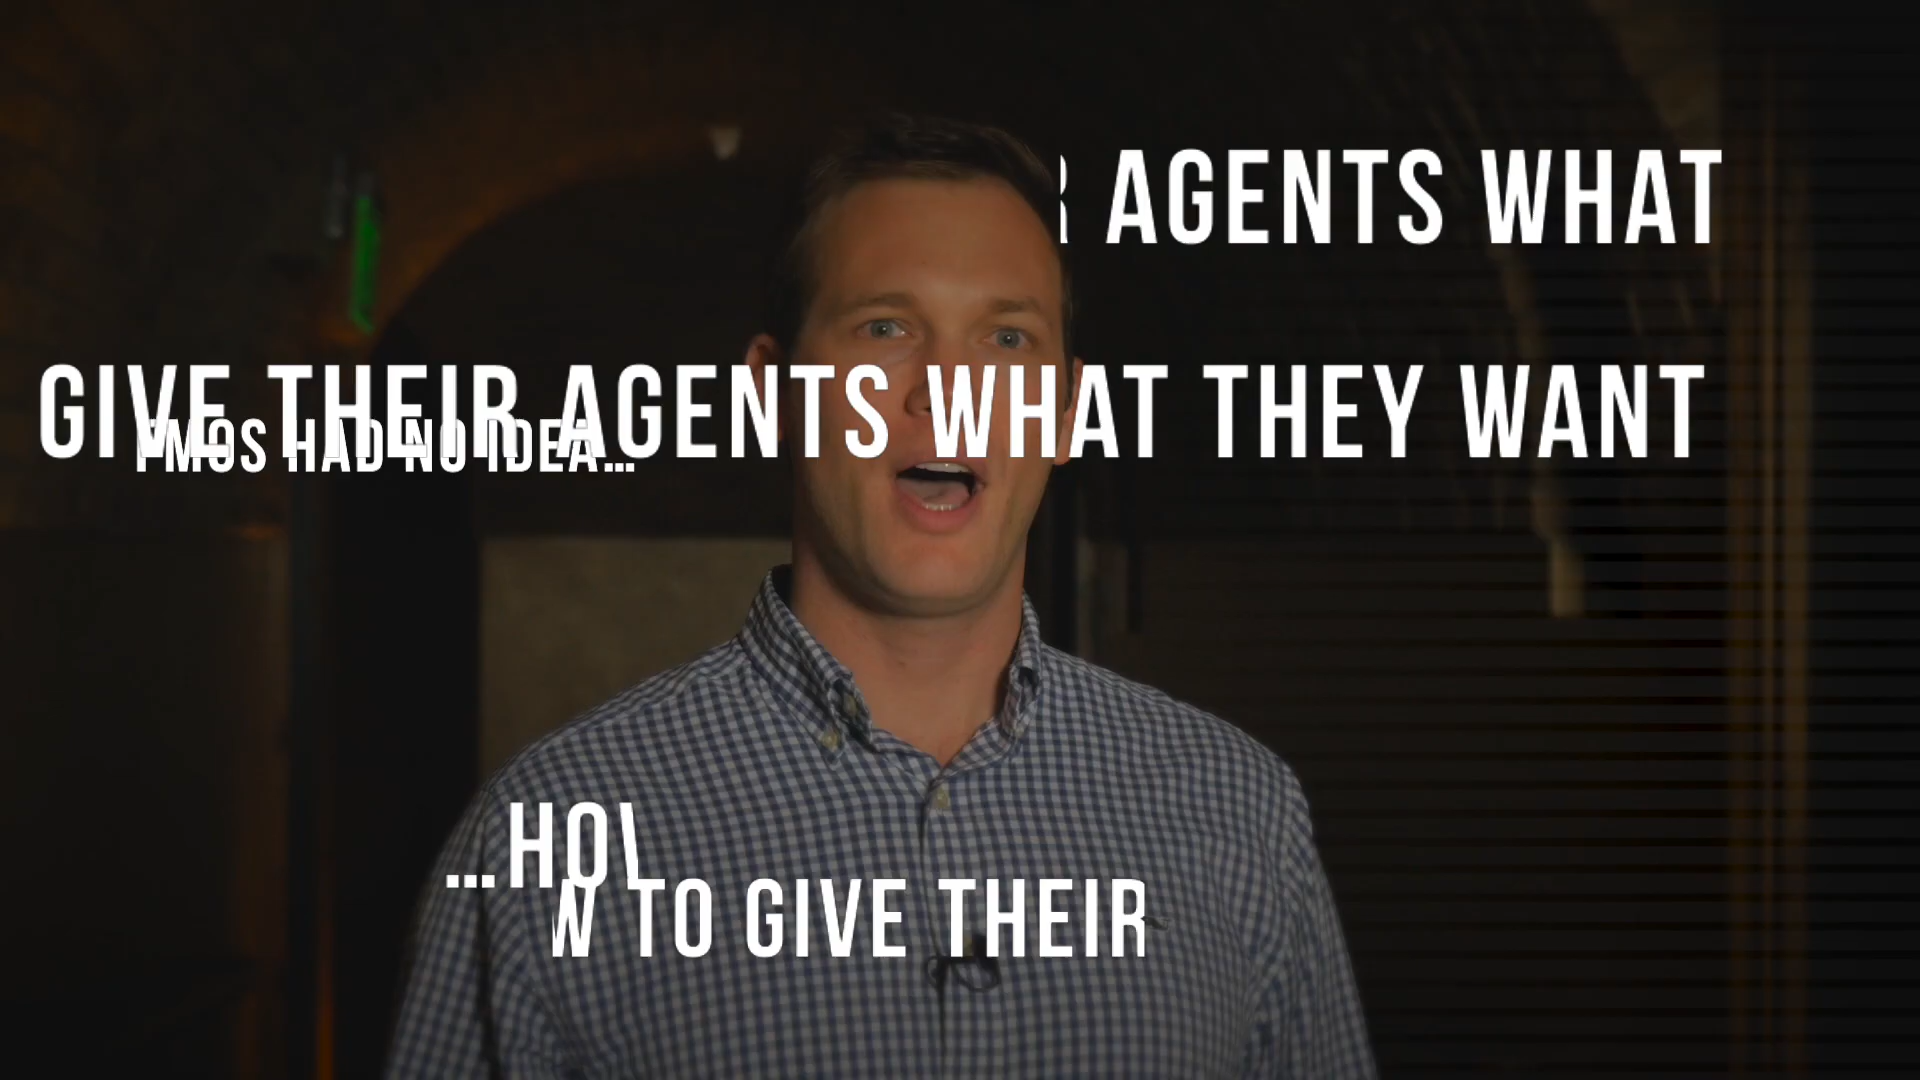 AGENTS WHAT
GIVE THEIR AGENTS WHAT THEY WANT
MOS HAD NO IDEA...
...HO
W TO GIVE THEIR